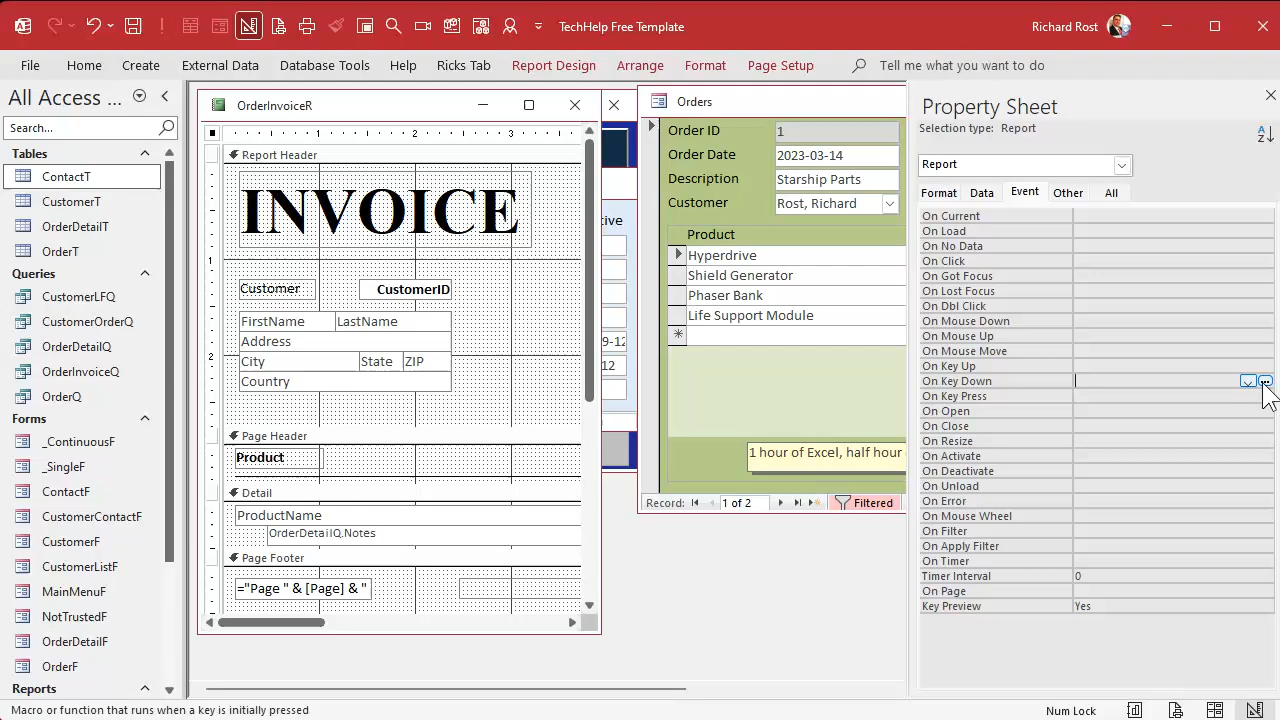 TechHelp Free Template
Richard Rost
File
Home
Create
External Data
Database Tools
Help
Ricks Tab
Report Design
Arrange
Format
Page Setup
Tell me what you want to do
All Access ...
Search...
Tables
ContactT
CustomerT
OrderDetailT
OrderT
Queries
CustomerLFQ
CustomerOrderQ
OrderDetailQ
OrderInvoiceQ
OrderQ
Forms
_ContinuousF
_SingleF
ContactF
CustomerContactF
CustomerF
CustomerListF
MainMenuF
NotTrustedF
OrderDetailF
OrderF
Reports
OrderInvoiceR
1 2 3
Report Header
INVOICE
1
Customer CustomerID
FirstName LastName
Address
2
City State ZIP
Country
Page Header
Product
Detail
ProductName
OrderDetailQ.Notes
Page Footer
="Page " & [Page] & "
tive
9-12
12
Orders
Order ID 1
Order Date 2023-03-14
Description Starship Parts
Customer Rost, Richard
Product
Hyperdrive
Shield Generator
Phaser Bank
Life Support Module
1 hour of Excel, half hour
Record: 1 of 2 Filtered
Property Sheet
Selection type: Report
Report
Format Data Event Other All
On Current
On Load
On No Data
On Click
On Got Focus
On Lost Focus
On Dbl Click
On Mouse Down
On Mouse Up
On Mouse Move
On Key Up
On Key Down
On Key Press
On Open
On Close
On Resize
On Activate
On Deactivate
On Unload
On Error
On Mouse Wheel
On Filter
On Apply Filter
On Timer
Timer Interval 0
On Page
Key Preview Yes
Macro or function that runs when a key is initially pressed
Num Lock